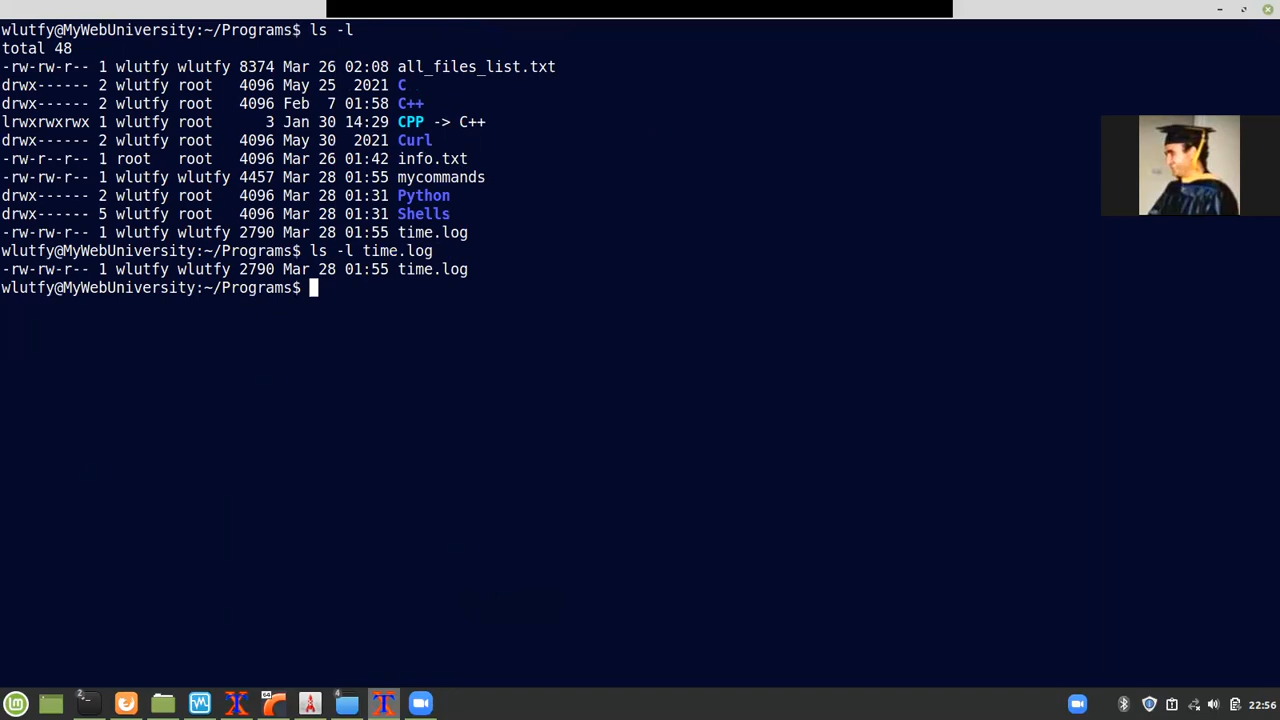 wlutfy@MyWebUniversity:~/Programs$ ls -l
total 48
-rw-rw-r-- 1 wlutfy wlutfy 8374 Mar 26 02:08 all_files_list.txt
drwx------ 2 wlutfy root   4096 May 25  2021 C
drwx------ 2 wlutfy root   4096 Feb  7 01:58 C++
lrwxrwxrwx 1 wlutfy root      3 Jan 30 14:29 CPP -> C++
drwx------ 2 wlutfy root   4096 May 30  2021 Curl
-rw-r--r-- 1 root   root   4096 Mar 26 01:42 info.txt
-rw-r--r-- 1 wlutfy wlutfy 4457 Mar 28 01:55 mycommands
drwx------ 2 wlutfy root   4096 Mar 28 01:31 Python
drwx------ 5 wlutfy root   4096 Mar 28 01:31 Shells
-rw-rw-r-- 1 wlutfy wlutfy 2790 Mar 28 01:55 time.log
wlutfy@MyWebUniversity:~/Programs$ ls -l time.log
-rw-rw-r-- 1 wlutfy wlutfy 2790 Mar 28 01:55 time.log
wlutfy@MyWebUniversity:~/Programs$
2
64
4
T
22:56